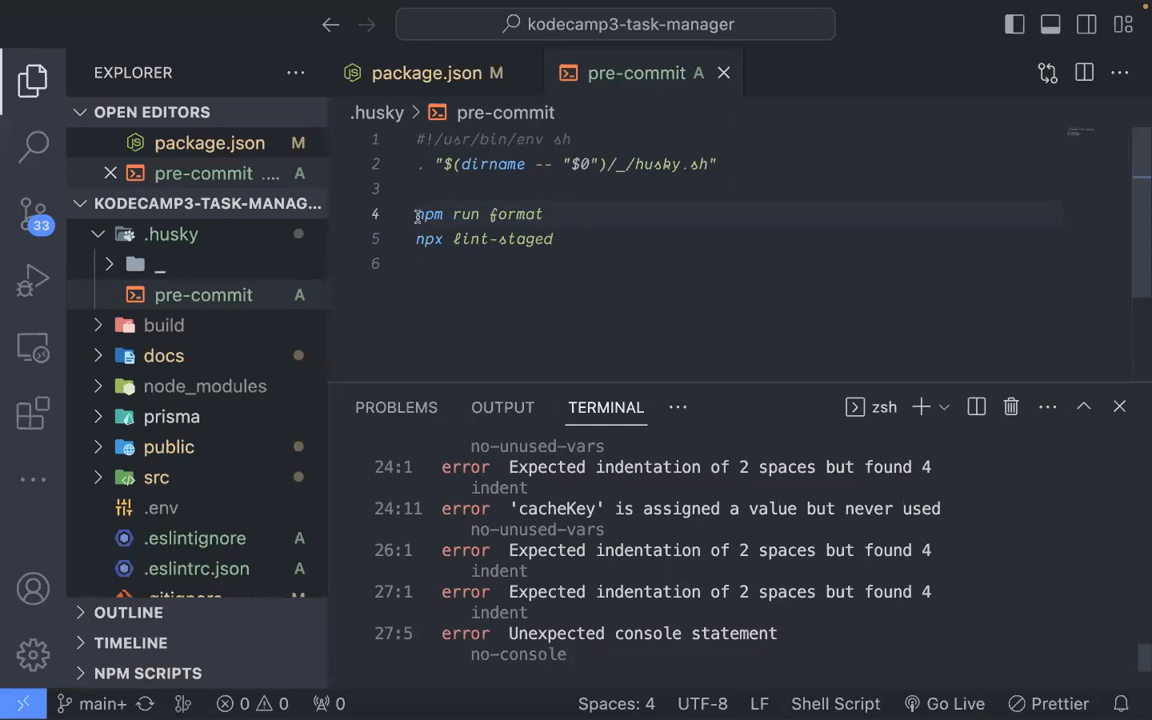 kodecamp3-task-manager
EXPLORER
package.json M
pre-commit A
OPEN EDITORS
package.json M
pre-commit .... A
KODECAMP3-TASK-MANAG...
.husky
_
pre-commit A
build
docs
node_modules
prisma
public
src
.env
.eslintignore A
.eslintrc.json A
OUTLINE
TIMELINE
NPM SCRIPTS
33
.husky > pre-commit
1 #!/usr/bin/env sh
2 . "$(dirname -- "$0")/_/husky.sh"
3
4 npm run format
5 npx lint-staged
6
PROBLEMS OUTPUT TERMINAL zsh
no-unused-vars
24:1 error Expected indentation of 2 spaces but found 4
indent
24:11 error 'cacheKey' is assigned a value but never used
no-unused-vars
26:1 error Expected indentation of 2 spaces but found 4
indent
27:1 error Expected indentation of 2 spaces but found 4
indent
27:5 error Unexpected console statement
no-console
main+ 0 0 0 Spaces: 4 UTF-8 LF Shell Script Go Live Prettier